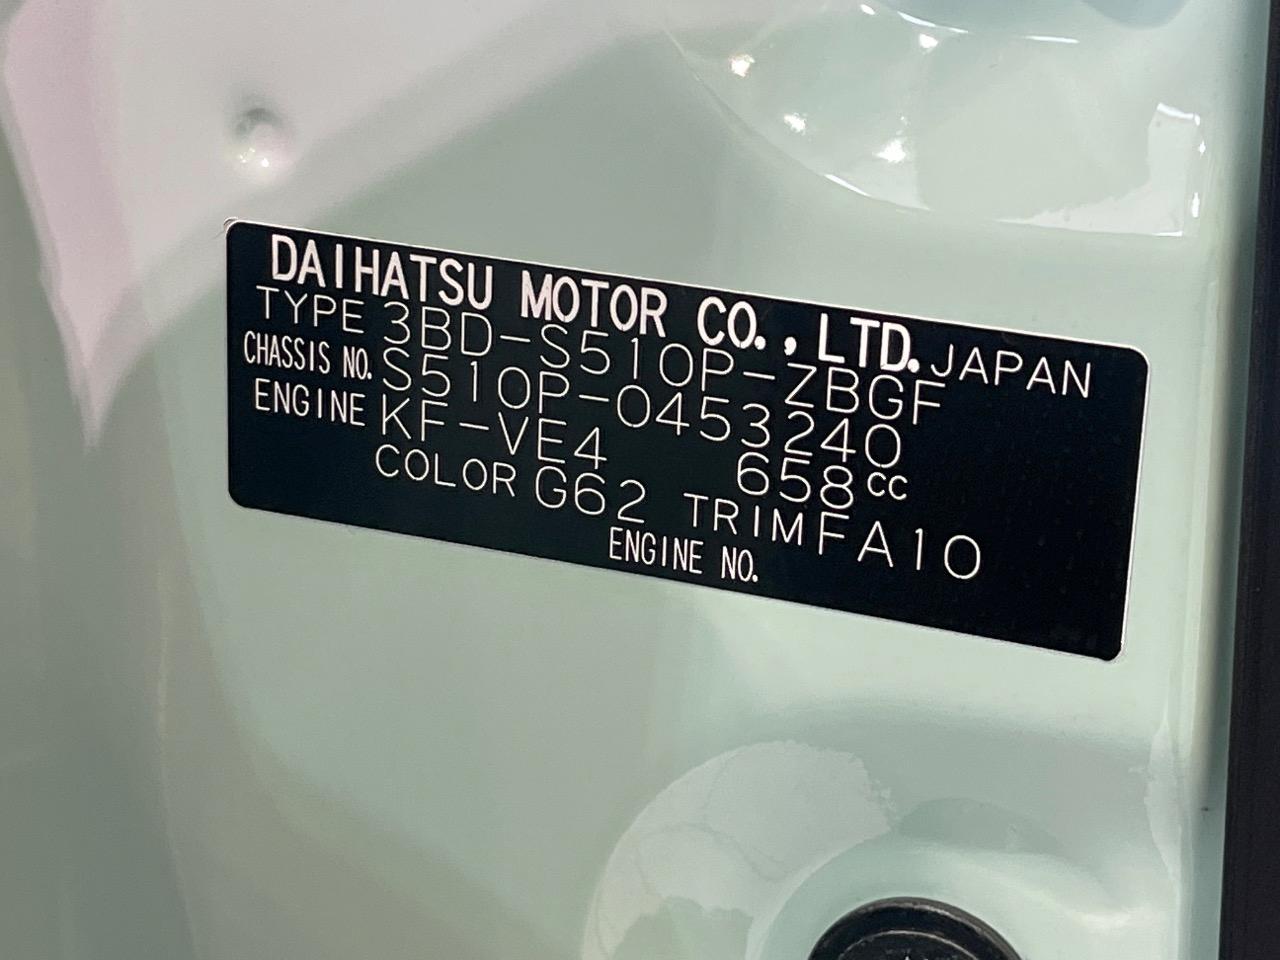 DAIHATSU MOTOR CO., LTD. JAPAN
TYPE 3BD-S510P-ZBGF
CHASSIS NO. S510P-0453240
ENGINE KF-VE4 658cc
COLOR G62 TRIM FA10
ENGINE NO.